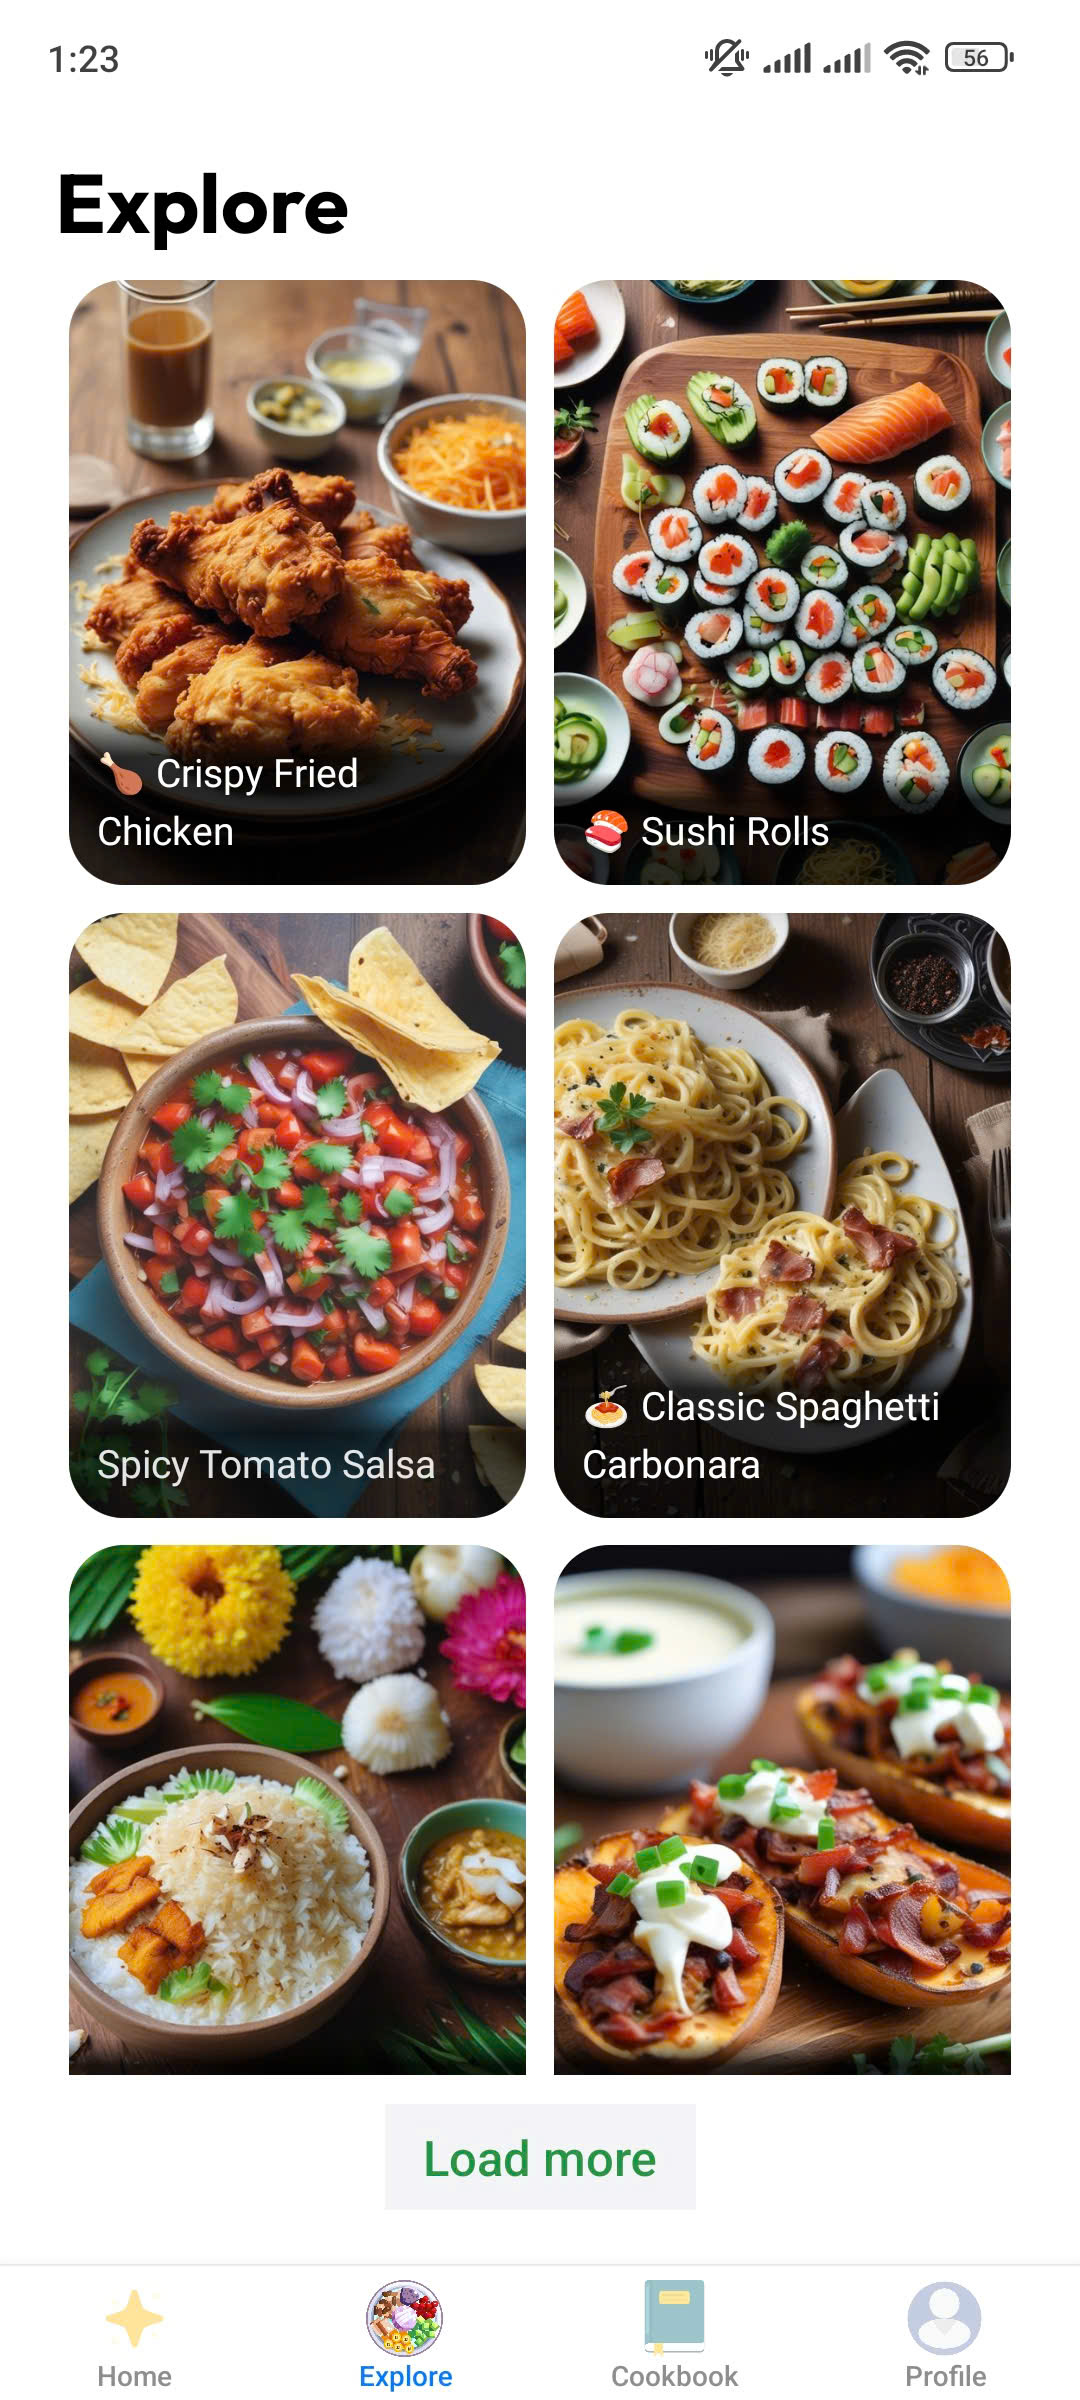 1:23
56
Explore
🍗 Crispy Fried
Chicken
🍣 Sushi Rolls
Spicy Tomato Salsa
🍝 Classic Spaghetti
Carbonara
Load more
Home
Explore
Cookbook
Profile